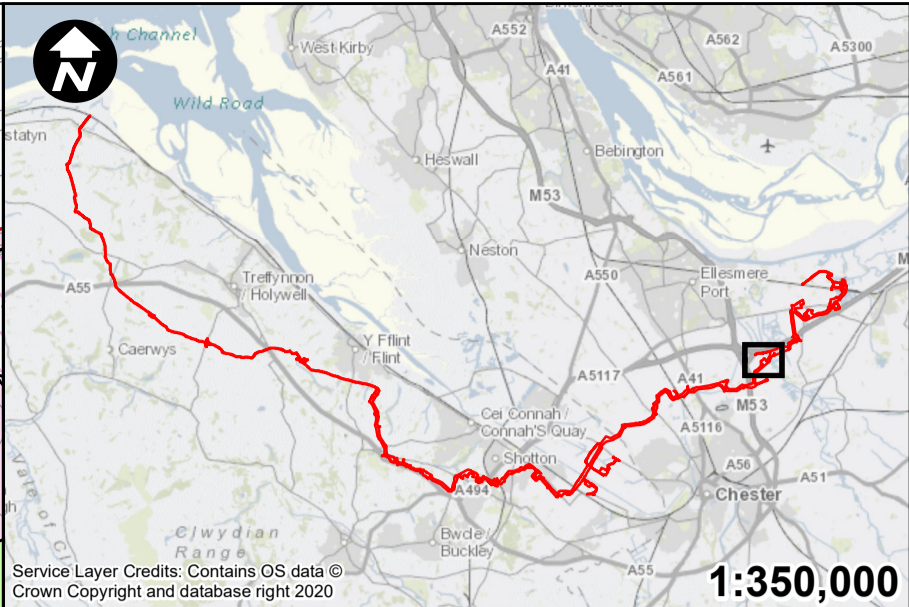 N
h Channel
Wild Road
West Kirby
A552
A41
A562
A5300
A561
statyn
Heswall
Bebington
M53
Neston
A550
Ellesmere
Port
M
A55
Treffynnon
/ Holywell
Caerwys
Y Fflint
/ Flint
A5117
A41
M53
Cei Connah /
Connah'S Quay
A5116
Shotton
A56
A51
A494
Chester
Clwydian
Range
Bwcle /
Buckley
A55
Service Layer Credits: Contains OS data ©
Crown Copyright and database right 2020
1:350,000